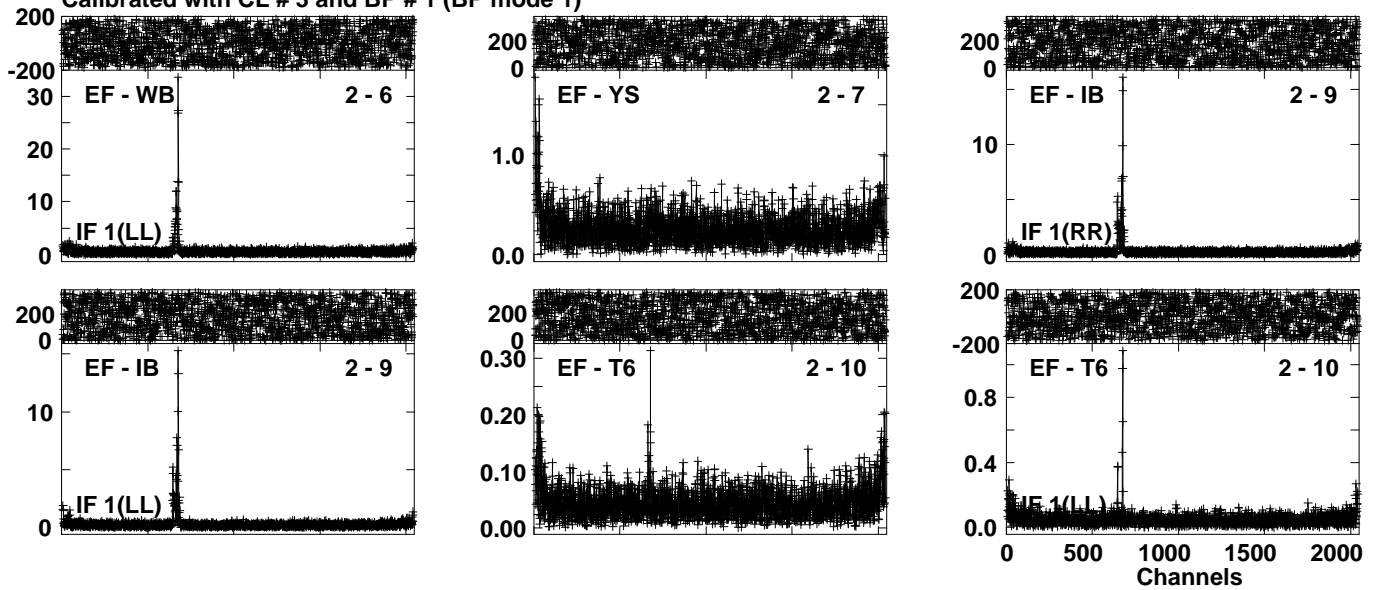 Calibrated with CL # 3 and BP # 1 (BP mode 1)
200
-200
30
20
10
0
EF - WB 2 - 6
IF 1(LL)
200
0
1.0
0.0
EF - YS 2 - 7
200
0
10
0
EF - IB 2 - 9
IF 1(RR)
200
0
10
0
EF - IB 2 - 9
IF 1(LL)
200
0
0.30
0.20
0.10
0.00
EF - T6 2 - 10
200
-200
0.8
0.4
0.0
EF - T6 2 - 10
IF 1(LL)
0 500 1000 1500 2000
Channels